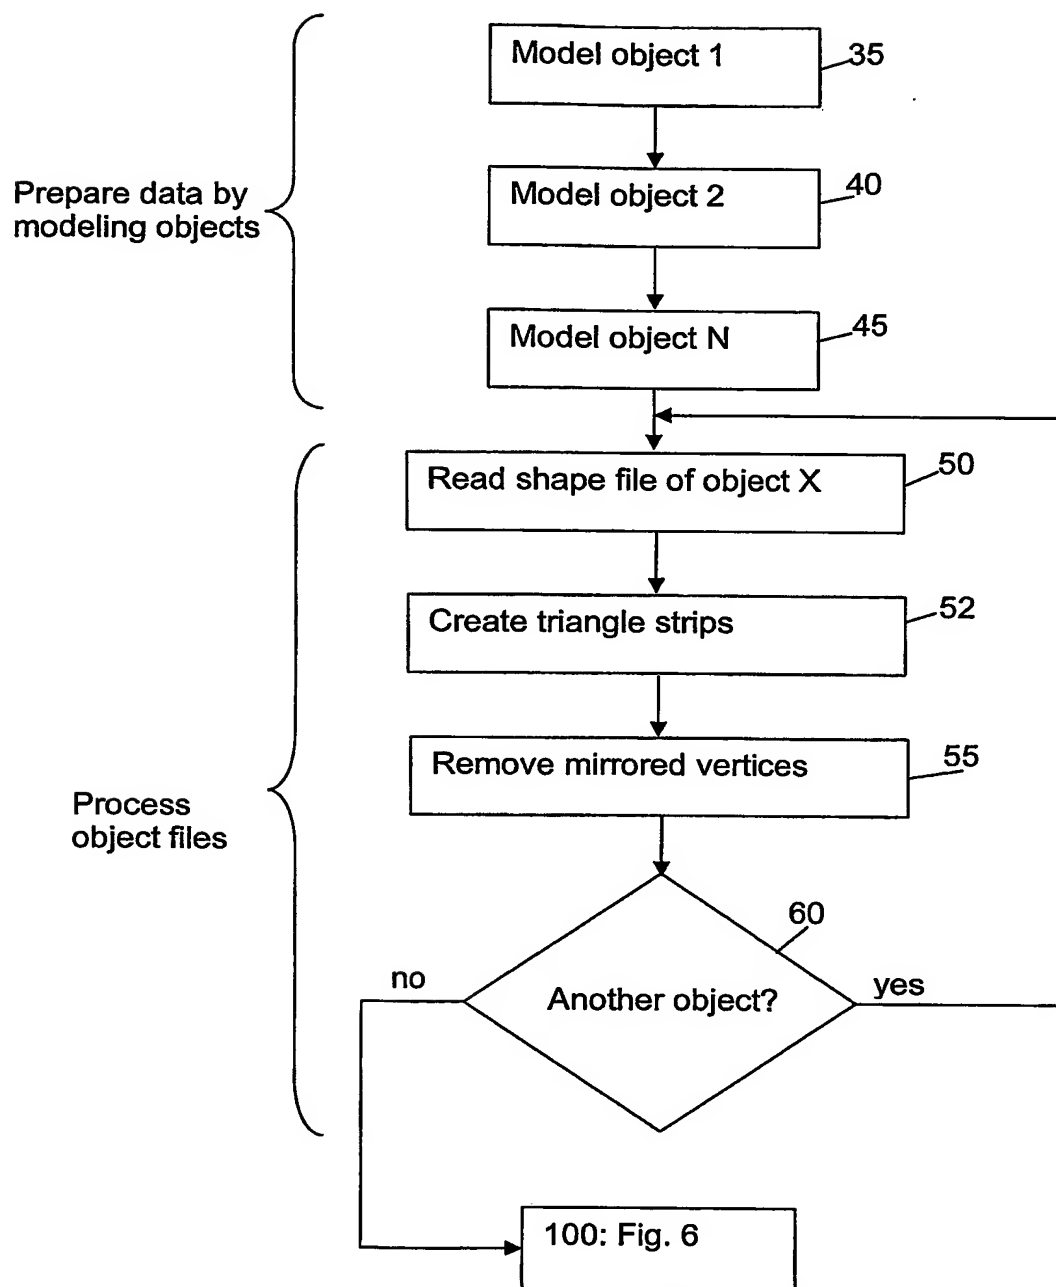 Model object 1
35
Prepare data by
modeling objects
Model object 2
40
Model object N
45
Read shape file of object X
50
Create triangle strips
52
Remove mirrored vertices
55
Process
object files
60
no
Another object?
yes
100: Fig. 6